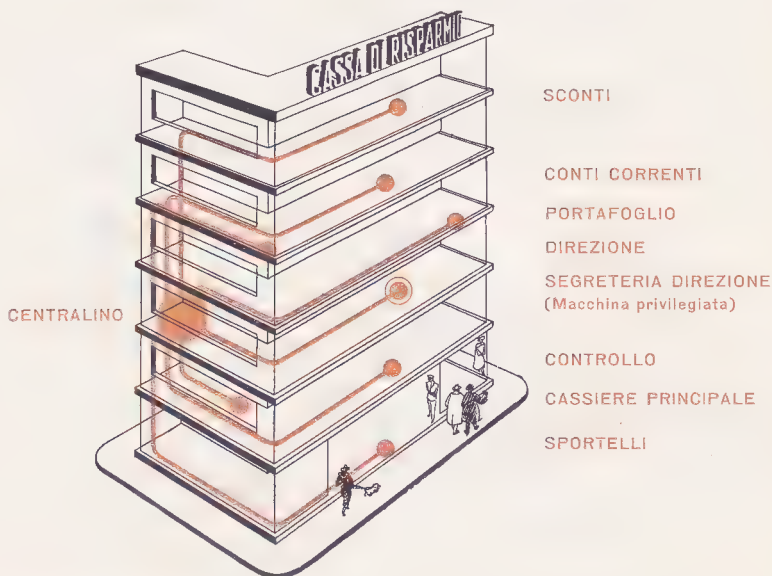 CASSA DI RISPARMIO
SCONTI
CONTI CORRENTI
PORTAFOGLIO
DIREZIONE
SEGRETERIA DIREZIONE
(Macchina privilegiata)
CENTRALINO
CONTROLLO
CASSIERE PRINCIPALE
SPORTELLI